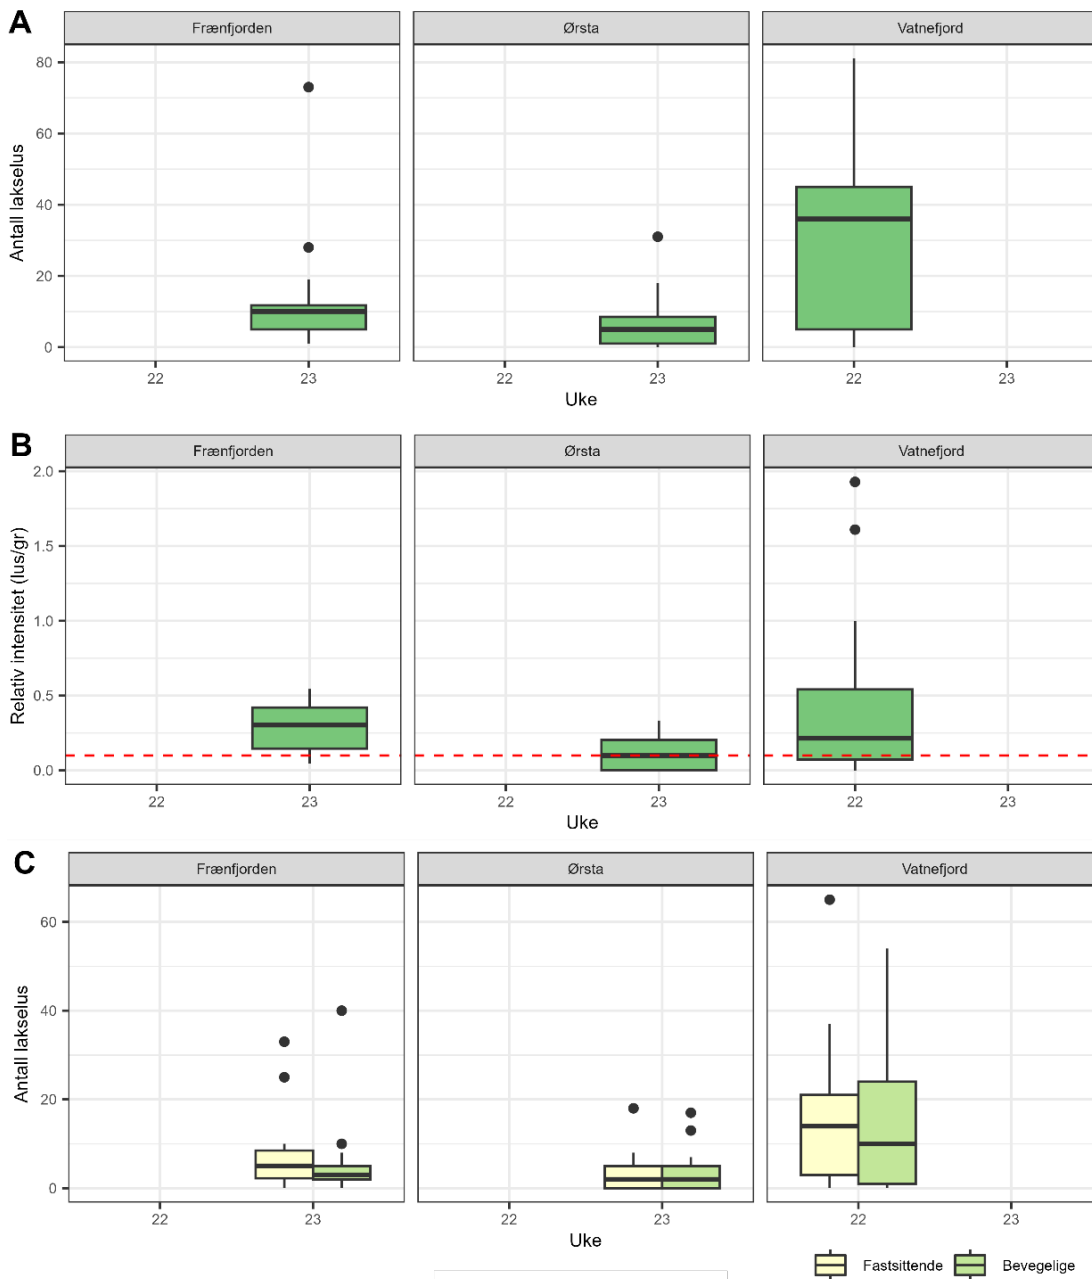 A
Frænfjorden
Ørsta
Vatnefjord
Antall lakselus
80
60
40
20
0
22 23 22 23 22 23
Uke
B
Frænfjorden
Ørsta
Vatnefjord
Relativ intensitet (lus/gr)
2.0
1.5
1.0
0.5
0.0
22 23 22 23 22 23
Uke
C
Frænfjorden
Ørsta
Vatnefjord
Antall lakselus
60
40
20
0
22 23 22 23 22 23
Uke
Fastsittende Bevegelige